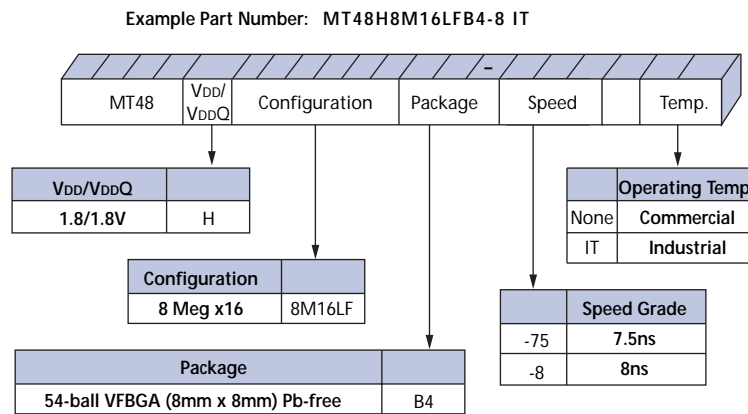 Example Part Number: MT48H8M16LFB4-8 IT
-
MT48
VDD/
VDDQ
Configuration
Package
Speed
Temp.
VDD/VDDQ
1.8/1.8V H
Operating Temp
None Commercial
IT Industrial
Configuration
8 Meg x16 8M16LF
Speed Grade
-75 7.5ns
-8 8ns
Package
54-ball VFBGA (8mm x 8mm) Pb-free B4